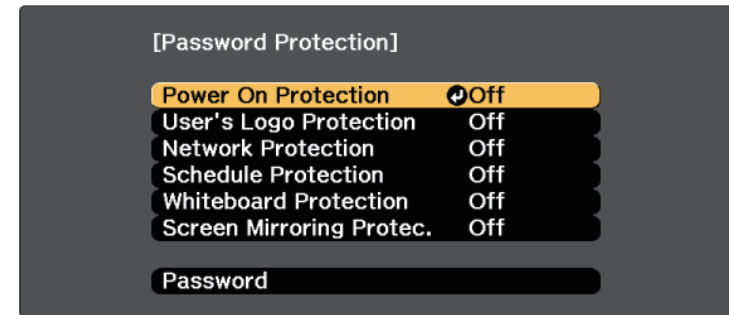 [Password Protection]
Power On Protection Off
User's Logo Protection Off
Network Protection Off
Schedule Protection Off
Whiteboard Protection Off
Screen Mirroring Protec. Off
Password